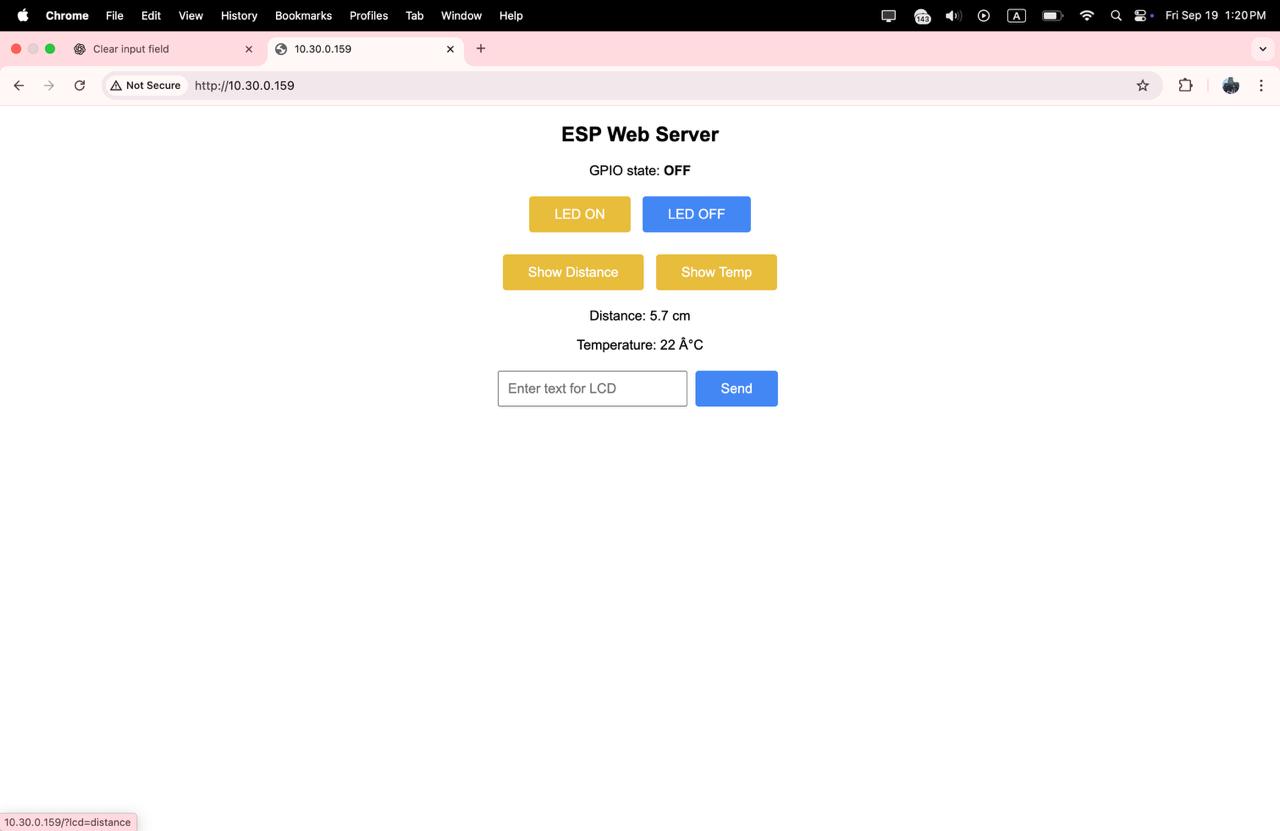 Chrome File Edit View History Bookmarks Profiles Tab Window Help 143 A Fri Sep 19 1:20 PM
Clear input field 10.30.0.159
Not Secure http://10.30.0.159
ESP Web Server
GPIO state: OFF
LED ON LED OFF
Show Distance Show Temp
Distance: 5.7 cm
Temperature: 22 Â°C
Enter text for LCD Send
10.30.0.159/?lcd=distance